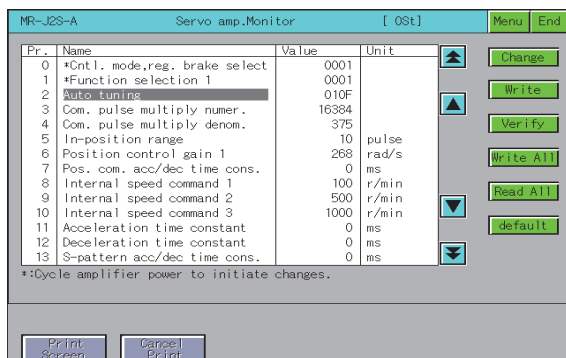 MR-J2S-A Servo amp.Monitor [ OSt] Menu End
Pr. Name Value Unit
0 *Cntl. mode,reg. brake select 0001
1 *Function selection 1 0001
2 Auto tuning 010F
3 Com. pulse multiply numer. 16384
4 Com. pulse multiply denom. 375
5 In-position range 10 pulse
6 Position control gain 1 268 rad/s
7 Pos. com. acc/dec time cons. 0 ms
8 Internal speed command 1 100 r/min
9 Internal speed command 2 500 r/min
10 Internal speed command 3 1000 r/min
11 Acceleration time constant 0 ms
12 Deceleration time constant 0 ms
13 S-pattern acc/dec time cons. 0 ms
Change
Write
Verify
Write All
Read All
default
*:Cycle amplifier power to initiate changes.
Print
Screen
Cancel
Print